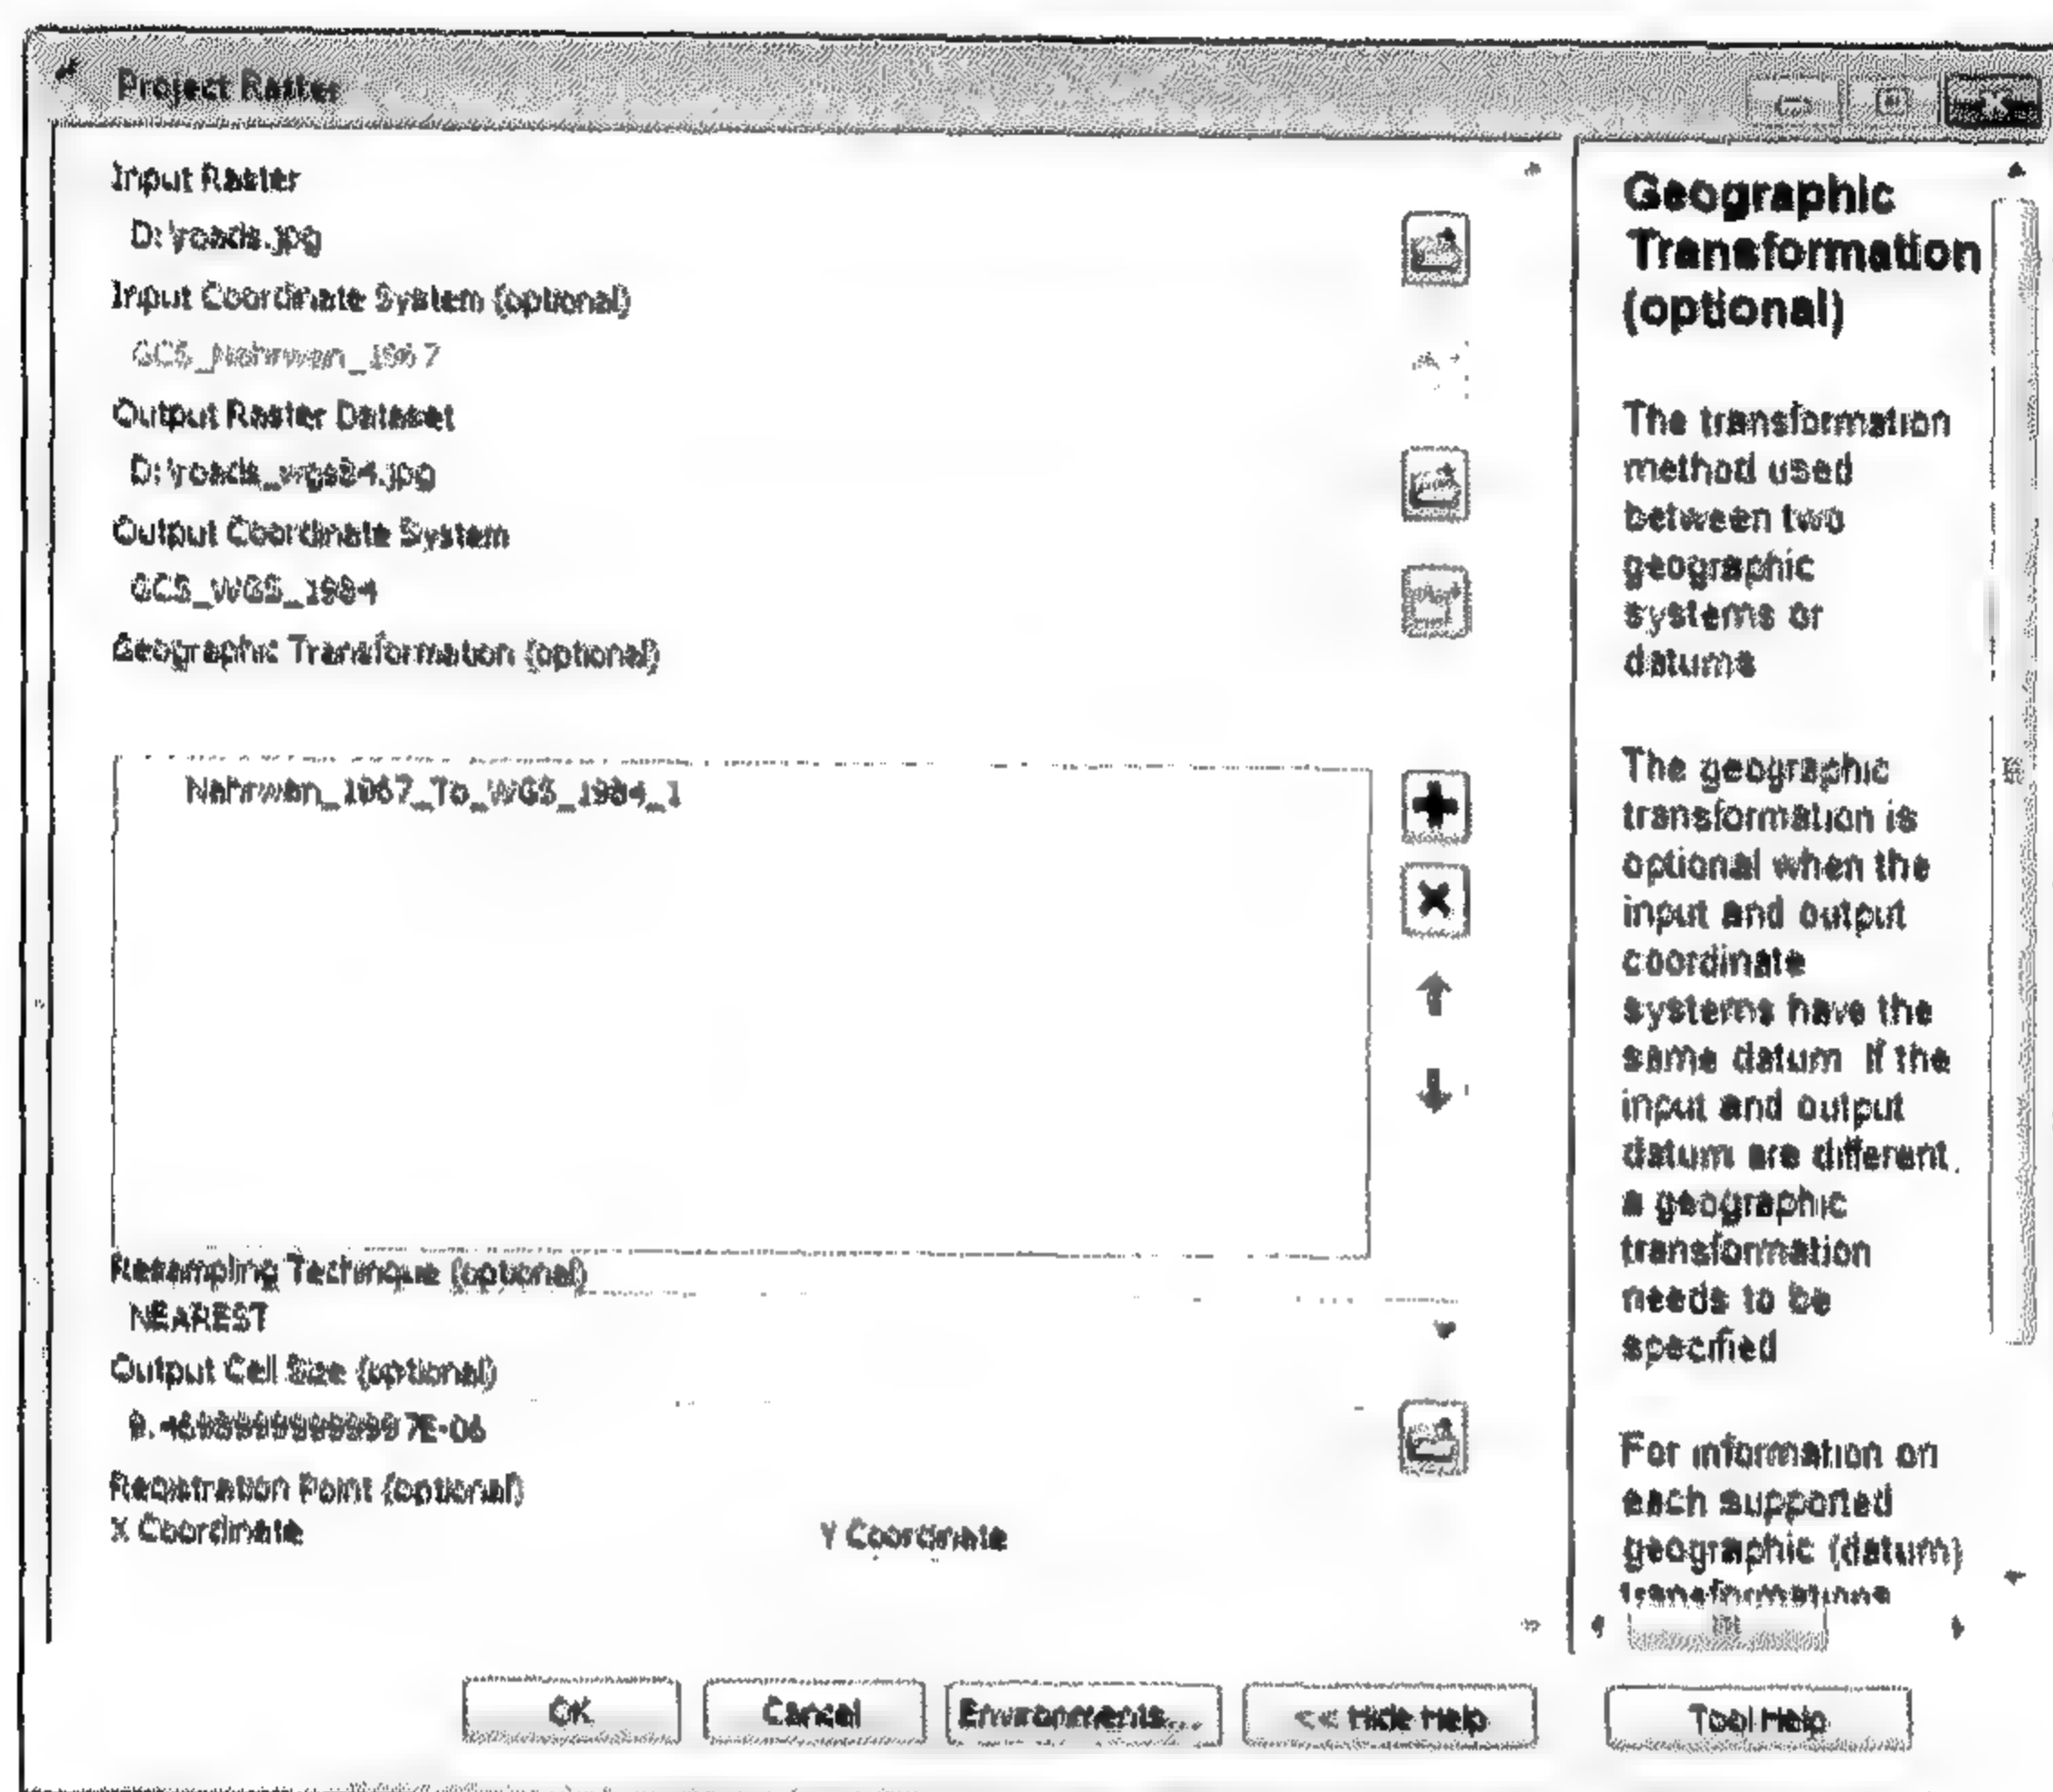 Project Raster
Input Raster
D:\roads.jpg
Input Coordinate System (optional)
GCS_Nahrwan_1967
Output Raster Dataset
D:\roads_wgs84.jpg
Output Coordinate System
GCS_WGS_1984
Geographic Transformation (optional)
Nahrwan_1967_To_WGS_1984_1
Resampling Technique (optional)
NEAREST
Output Cell Size (optional)
Registration Point (optional)
X Coordinate
Y Coordinate
OK
Cancel
Environments...
<< Hide Help
Geographic
Transformation
(optional)
The transformation
method used
between two
geographic
systems or
datums
The geographic
transformation is
optional when the
input and output
coordinate
systems have the
same datum If the
input and output
datum are different,
a geographic
transformation
needs to be
specified
For information on
each supported
geographic (datum)
transformations
Tool Help